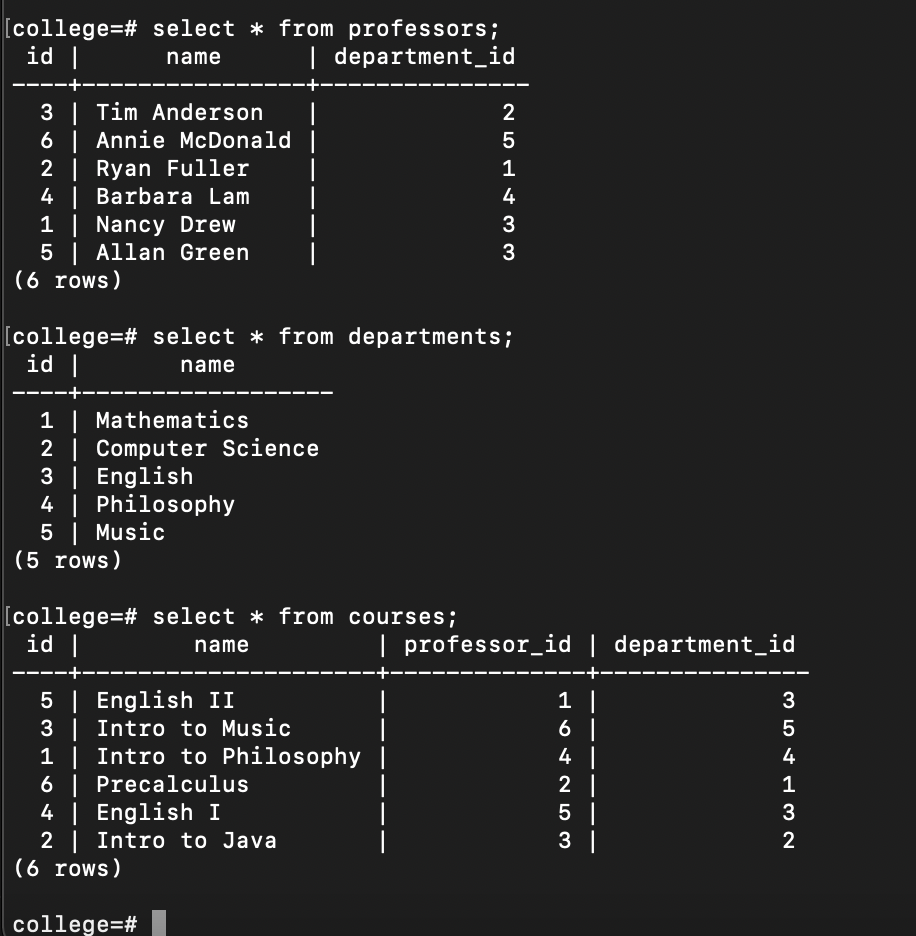 [college=# select * from professors;
 id |      name       | department_id
----+-----------------+---------------
  3 | Tim Anderson    |             2
  6 | Annie McDonald  |             5
  2 | Ryan Fuller     |             1
  4 | Barbara Lam     |             4
  1 | Nancy Drew      |             3
  5 | Allan Green     |             3
(6 rows)

[college=# select * from departments;
 id |       name
----+------------------
  1 | Mathematics
  2 | Computer Science
  3 | English
  4 | Philosophy
  5 | Music
(5 rows)

[college=# select * from courses;
 id |        name         | professor_id | department_id
----+---------------------+--------------+---------------
  5 | English II          |            1 |             3
  3 | Intro to Music      |            6 |             5
  1 | Intro to Philosophy |            4 |             4
  6 | Precalculus         |            2 |             1
  4 | English I           |            5 |             3
  2 | Intro to Java       |            3 |             2
(6 rows)

college=#